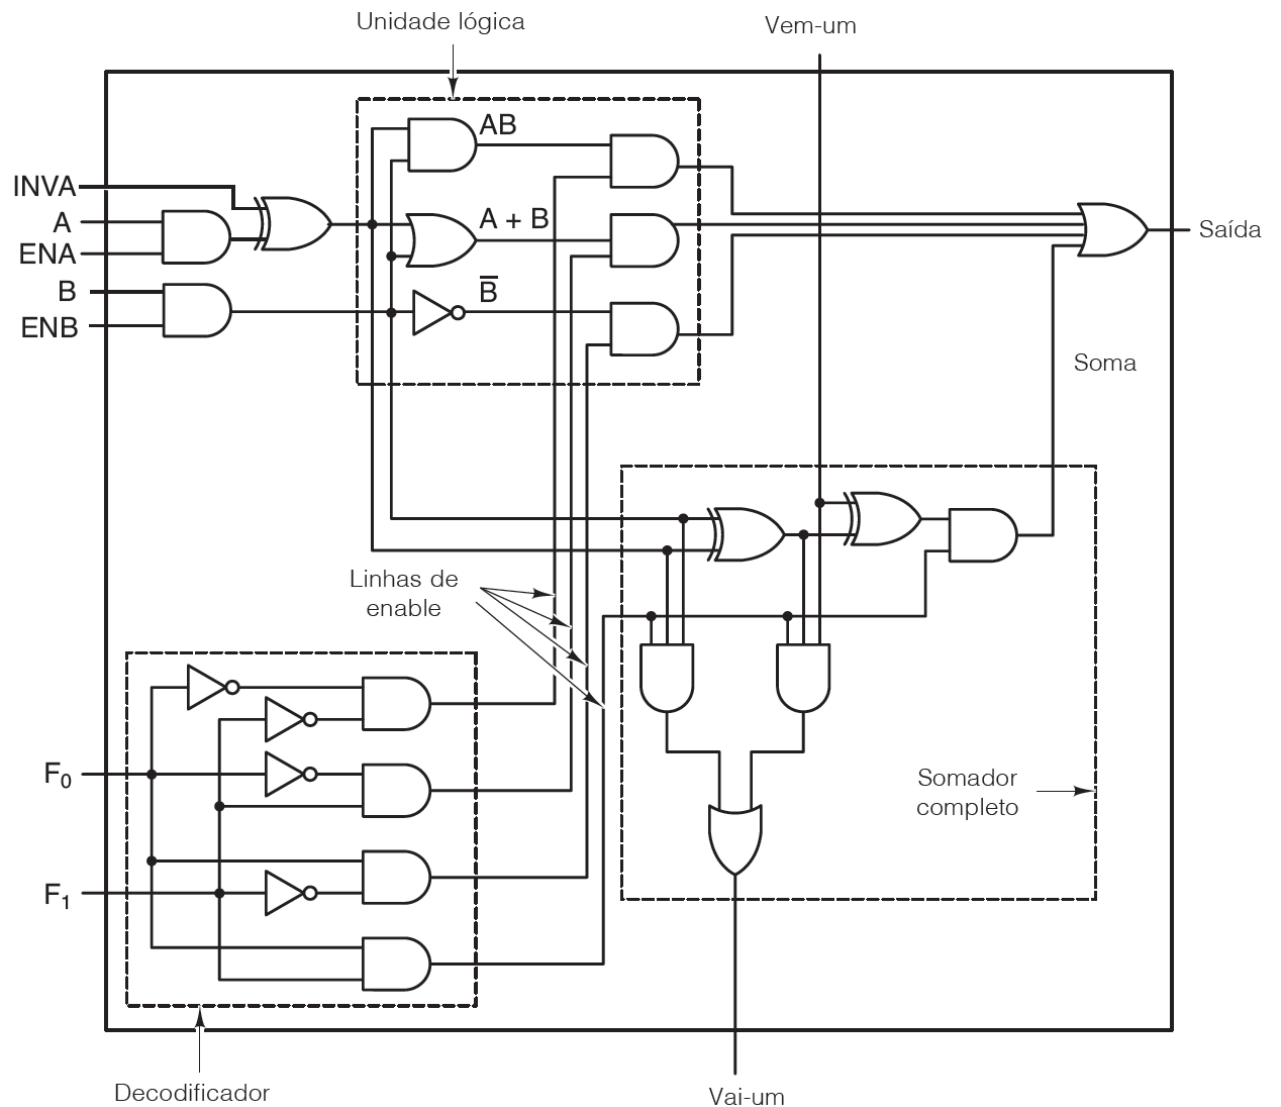 Unidade lógica
Vem-um
INVA
A
ENA
B
ENB
AB
A + B
B̅
Saída
Soma
Linhas de
enable
F₀
F₁
Somador
completo
Decodificador
Vai-um